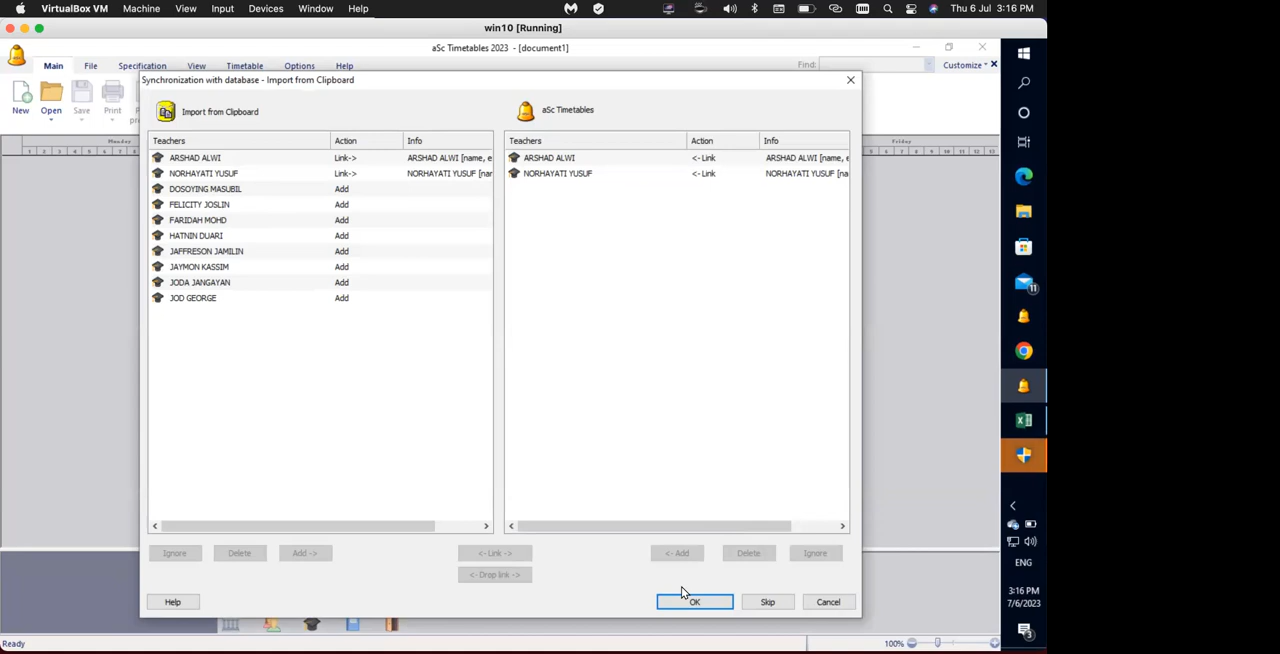 VirtualBox VM Machine View Input Devices Window Help Thu 6 Jul 3:16 PM
win10 [Running]
aSc Timetables 2023 - [document1]
Main File Specification View Timetable Options Help Find: Customize
Synchronization with database - Import from Clipboard
New Open Save Print
Import from Clipboard aSc Timetables
Monday Friday
Teachers Action Info Teachers Action Info
ARSHAD ALWI Link-> ARSHAD ALWI [name, e ARSHAD ALWI <- Link ARSHAD ALWI [name, e
NORHAYATI YUSUF Link-> NORHAYATI YUSUF [nar NORHAYATI YUSUF <- Link NORHAYATI YUSUF [nar
DOSOYING MASUBIL Add
FELICITY JOSLIN Add
FARIDAH MOHD Add
HATNIN DUARI Add
JAFFRESON JAMILIN Add
JAYMON KASSIM Add
JODA JANGAYAN Add
JOD GEORGE Add
11
Ignore Delete Add -> <- Link -> <- Add Delete Ignore
<- Drop link ->
ENG
Help OK Skip Cancel
3:16 PM
7/6/2023
3
Ready 100%